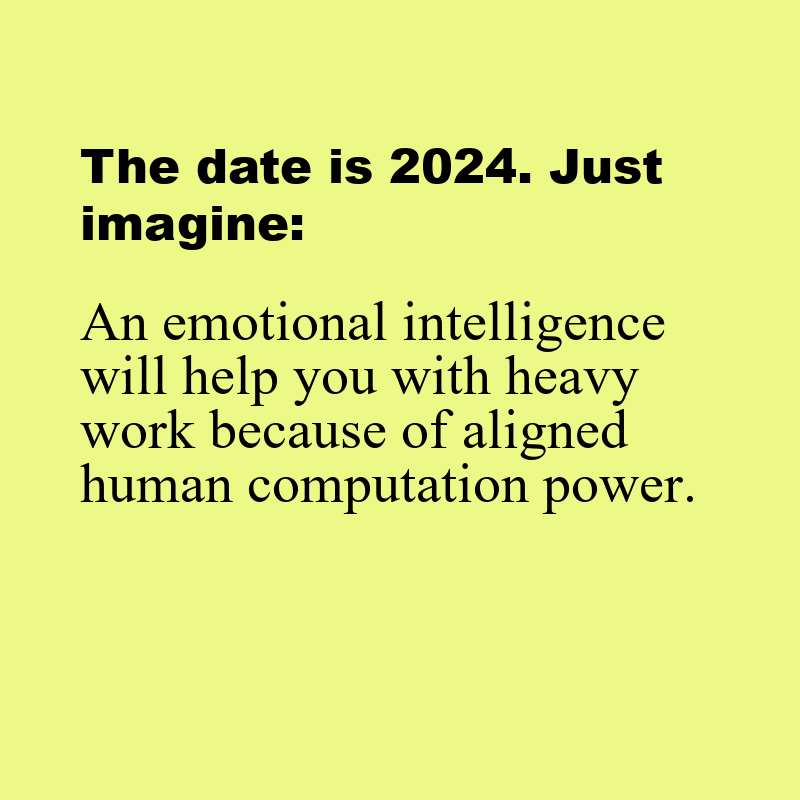 The date is 2024. Just
imagine:
An emotional intelligence
will help you with heavy
work because of aligned
human computation power.